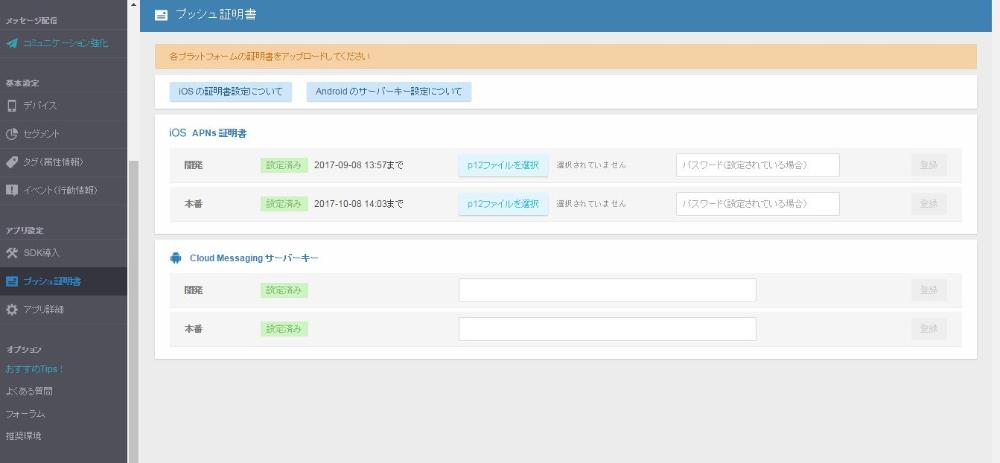 メッセージ配信
コミュニケーション強化
基本設定
デバイス
セグメント
タグ(属性情報)
イベント(行動情報)
アプリ設定
SDK導入
プッシュ証明書
アプリ詳細
オプション
おすすめTips！
よくある質問
フォーラム
推奨環境
プッシュ証明書
各プラットフォームの証明書をアップロードしてください
iOS の証明書設定について Android のサーバーキー設定について
iOS APNs 証明書
開発 設定済み 2017-09-08 13:57まで p12ファイルを選択 選択されていません パスワード(設定されている場合) 登録
本番 設定済み 2017-10-08 14:03まで p12ファイルを選択 選択されていません パスワード(設定されている場合) 登録
Cloud Messaging サーバーキー
開発 設定済み 登録
本番 設定済み 登録